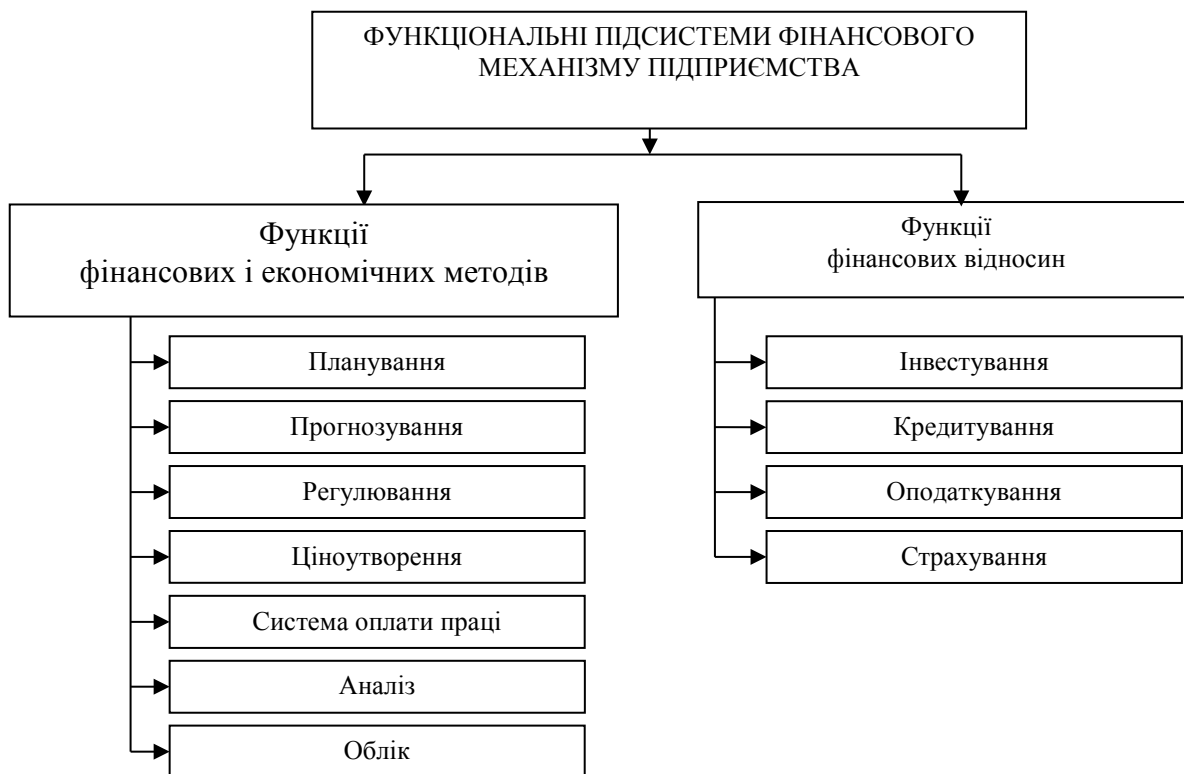 ФУНКЦІОНАЛЬНІ ПІДСИСТЕМИ ФІНАНСОВОГО
МЕХАНІЗМУ ПІДПРИЄМСТВА
Функції
фінансових і економічних методів
Планування
Прогнозування
Регулювання
Ціноутворення
Система оплати праці
Аналіз
Облік
Функції
фінансових відносин
Інвестування
Кредитування
Оподаткування
Страхування